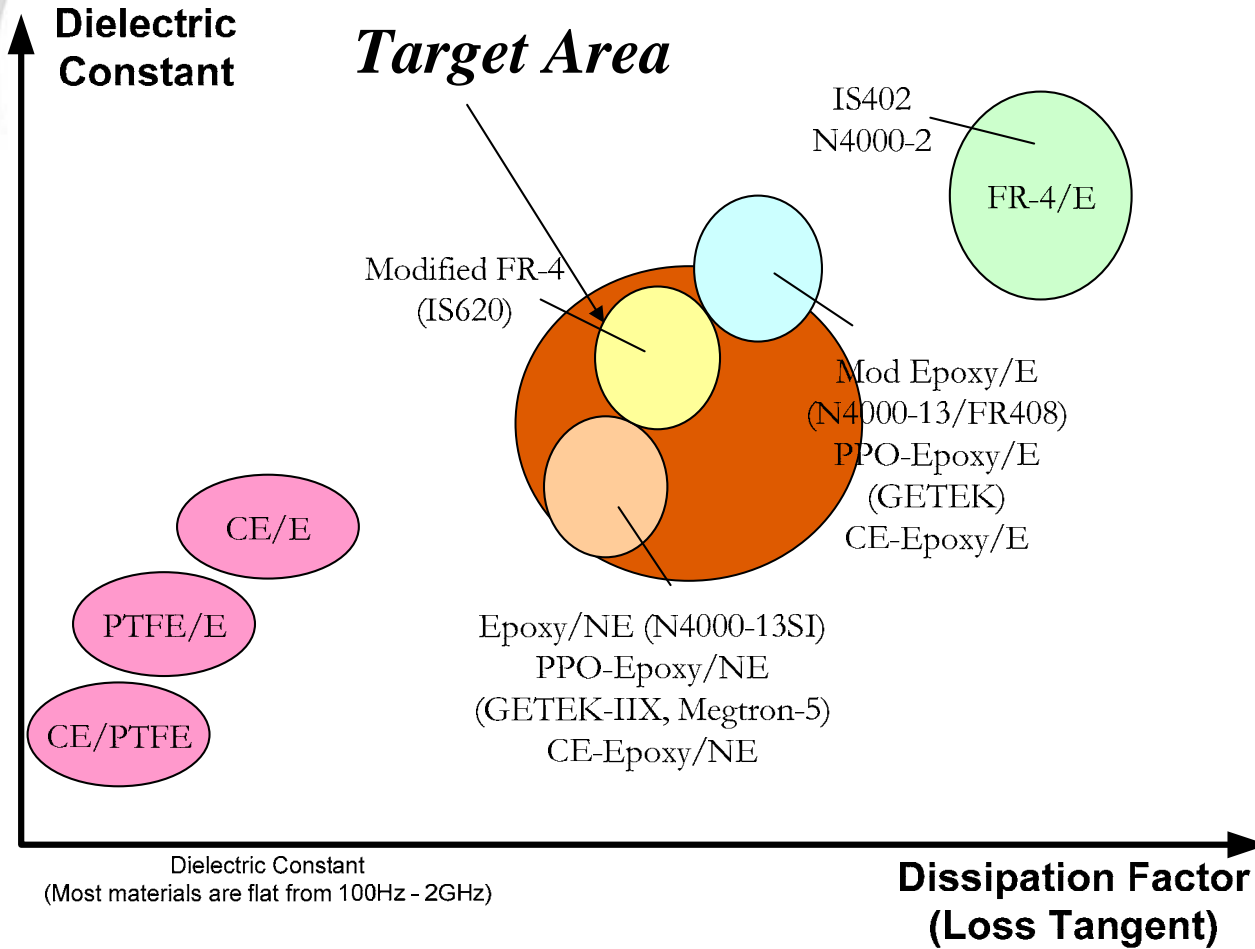 Dielectric
Constant
Target Area
IS402
N4000-2
FR-4/E
Modified FR-4
(IS620)
Mod Epoxy/E
(N4000-13/FR408)
PPO-Epoxy/E
(GETEK)
CE-Epoxy/E
CE/E
PTFE/E
CE/PTFE
Epoxy/NE (N4000-13SI)
PPO-Epoxy/NE
(GETEK-IIX, Megtron-5)
CE-Epoxy/NE
Dielectric Constant
(Most materials are flat from 100Hz - 2GHz)
Dissipation Factor
(Loss Tangent)